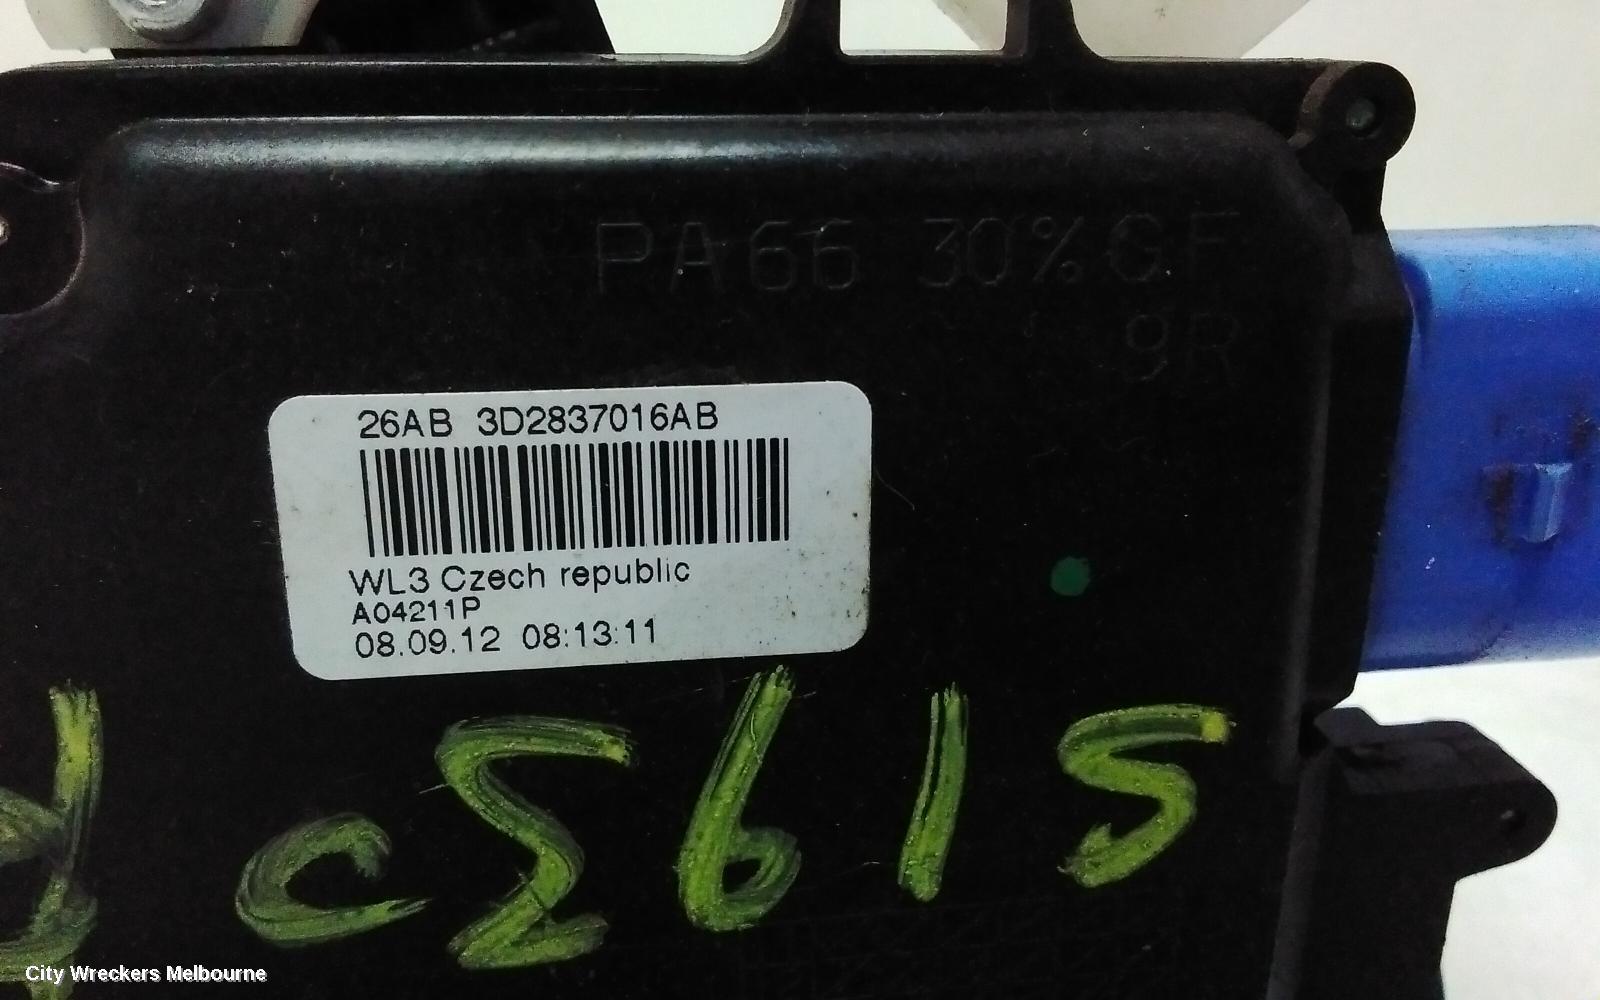 PA66 30% GF
9R
26AB 3D2837016AB
WL3 Czech republic
A04211P
08.09.12 08:13:11
City Wreckers Melbourne